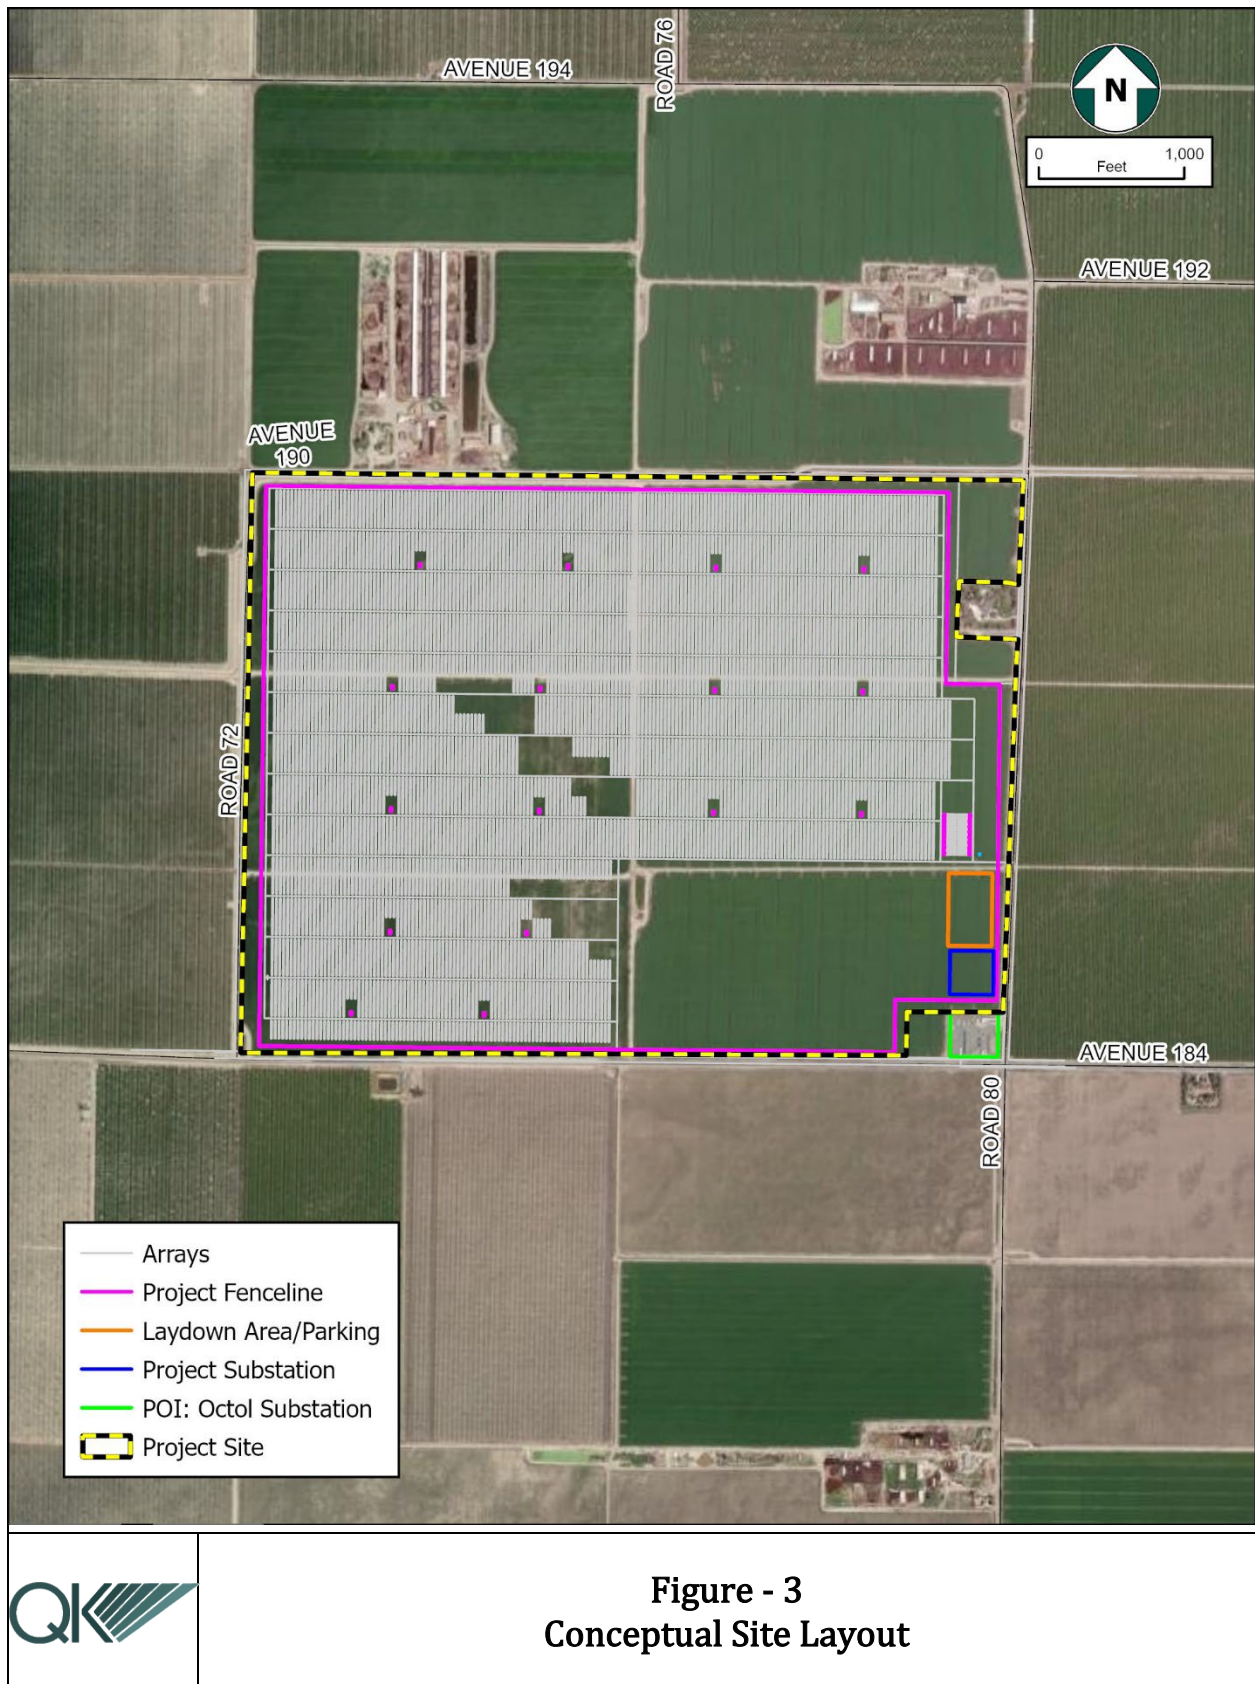 AVENUE 194
ROAD 76
N
0 1,000
Feet
AVENUE 192
AVENUE
190
ROAD 72
AVENUE 184
ROAD 80
Arrays
Project Fenceline
Laydown Area/Parking
Project Substation
POI: Octol Substation
Project Site
QK
Figure - 3
Conceptual Site Layout